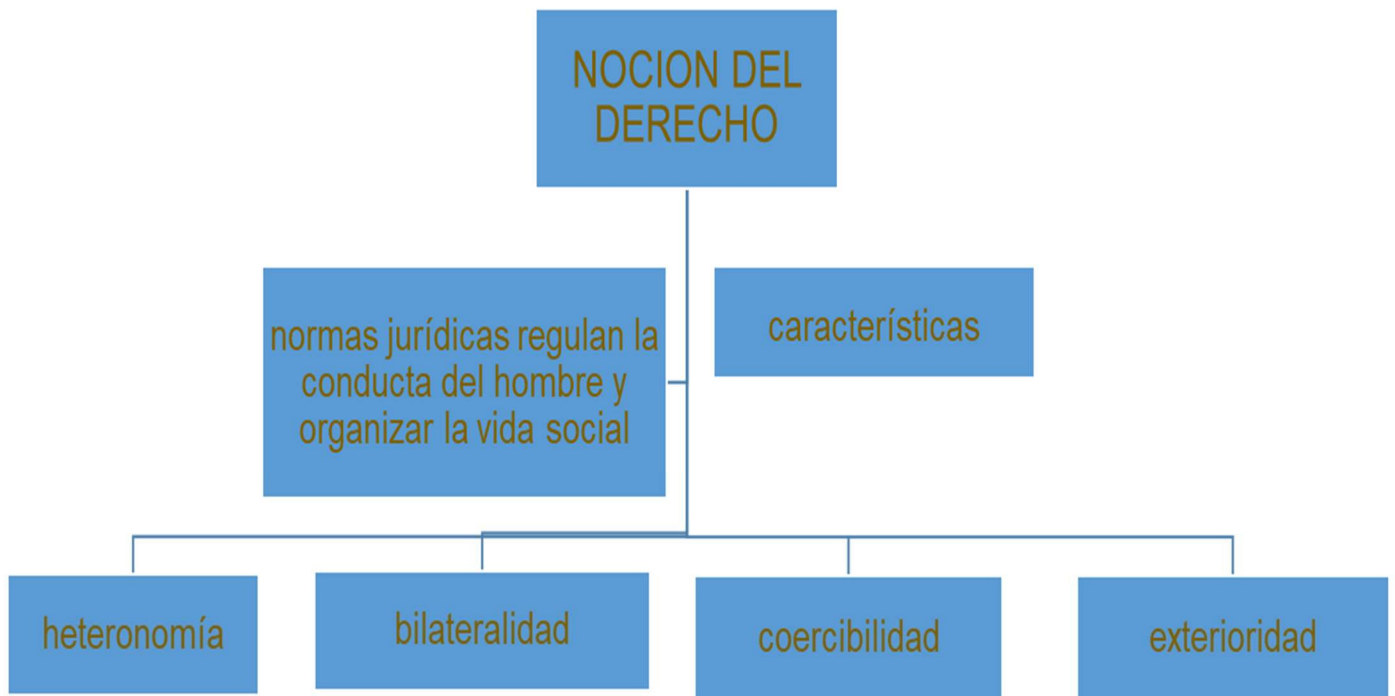 NOCION DEL
DERECHO
normas jurídicas regulan la
conducta del hombre y
organizar la vida social
características
heteronomía
bilateralidad
coercibilidad
exterioridad